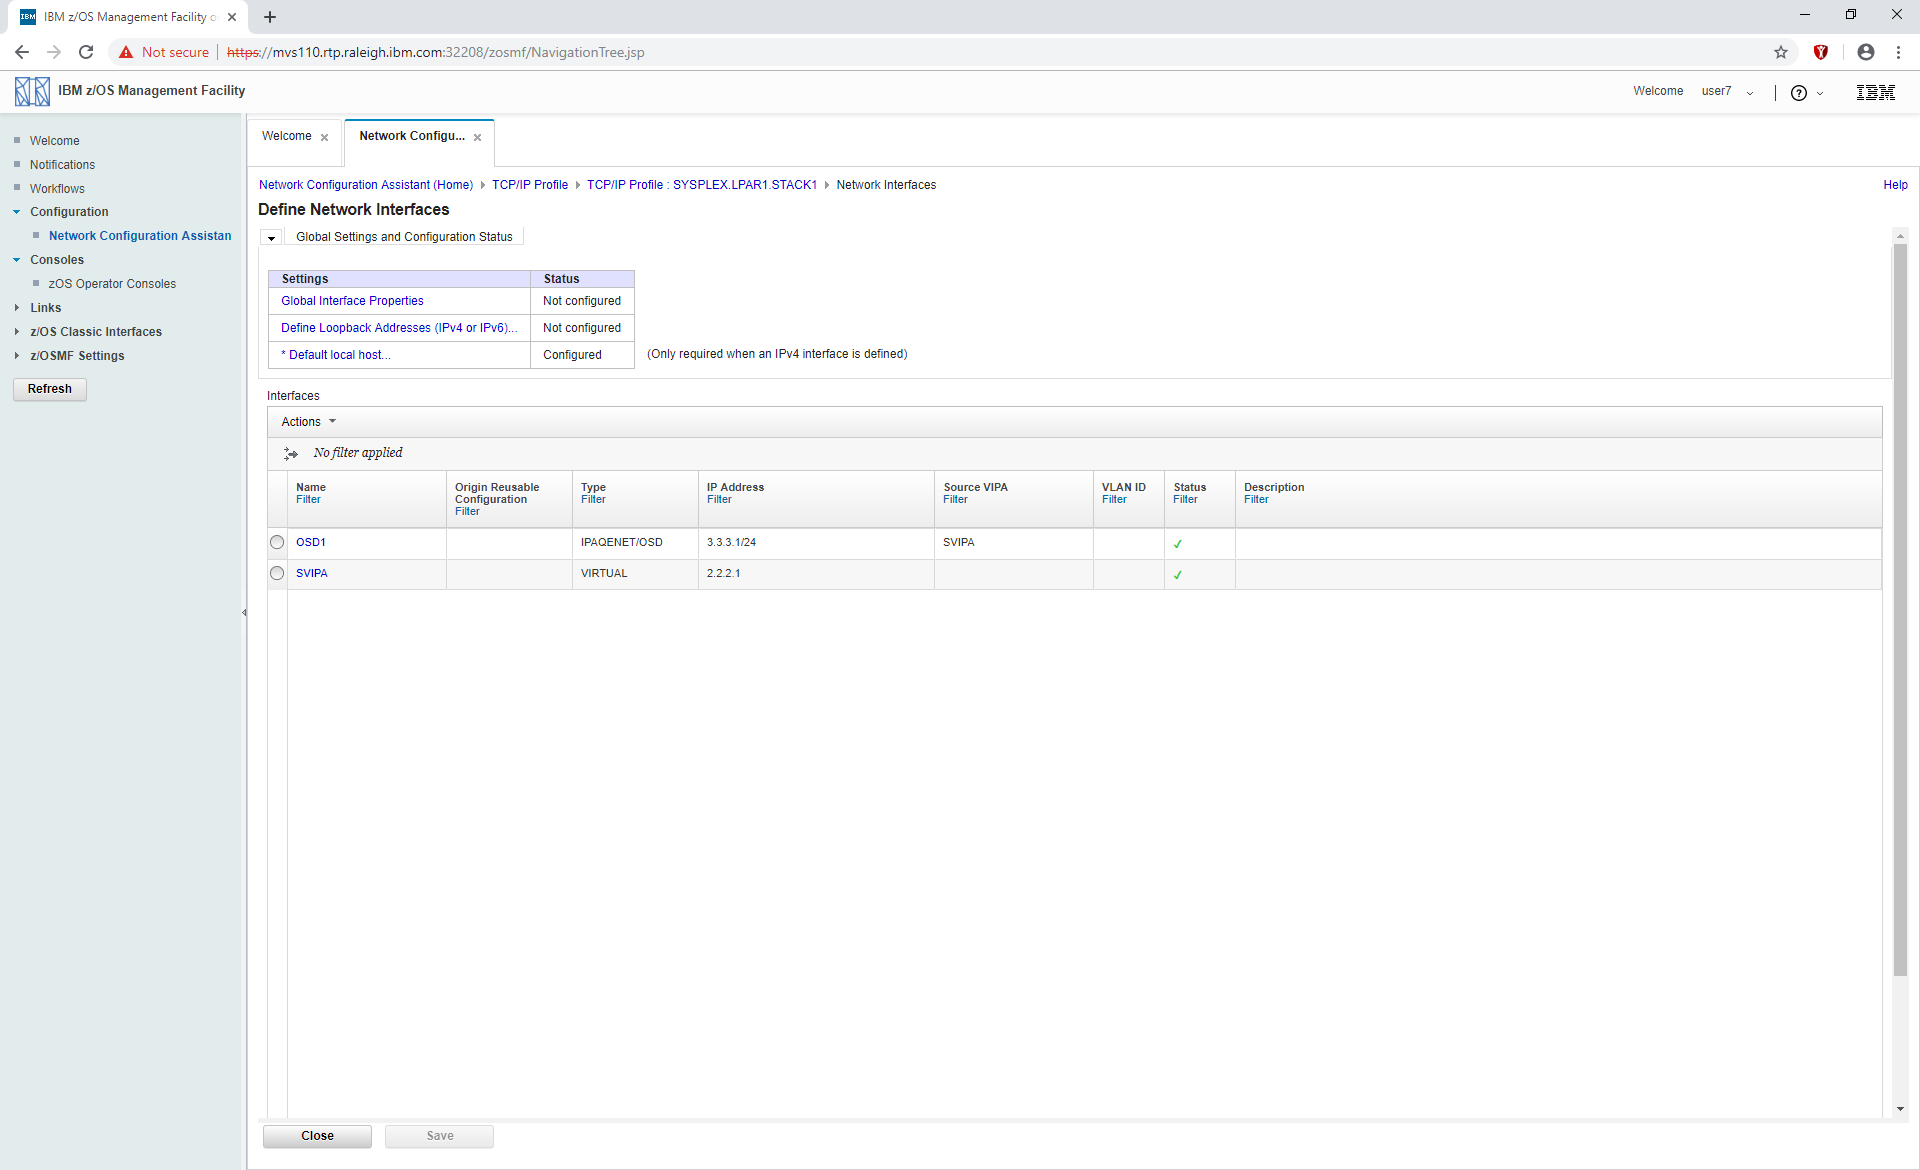 IBM z/OS Management Facility o
Not secure https://mvs110.rtp.raleigh.ibm.com:32208/zosmf/NavigationTree.jsp
IBM z/OS Management Facility
Welcome user7
IBM
Welcome
Notifications
Workflows
Configuration
Network Configuration Assistan
Consoles
zOS Operator Consoles
Links
z/OS Classic Interfaces
z/OSMF Settings
Refresh
Welcome Network Configu...
Network Configuration Assistant (Home) TCP/IP Profile TCP/IP Profile : SYSPLEX.LPAR1.STACK1 Network Interfaces Help
Define Network Interfaces
Global Settings and Configuration Status
Settings Status
Global Interface Properties Not configured
Define Loopback Addresses (IPv4 or IPv6)... Not configured
* Default local host... Configured (Only required when an IPv4 interface is defined)
Interfaces
Actions
No filter applied
Name Origin Reusable Configuration Type IP Address Source VIPA VLAN ID Status Description
Filter Filter Filter Filter Filter Filter Filter Filter
OSD1 IPAQENET/OSD 3.3.3.1/24 SVIPA
SVIPA VIRTUAL 2.2.2.1
Close Save